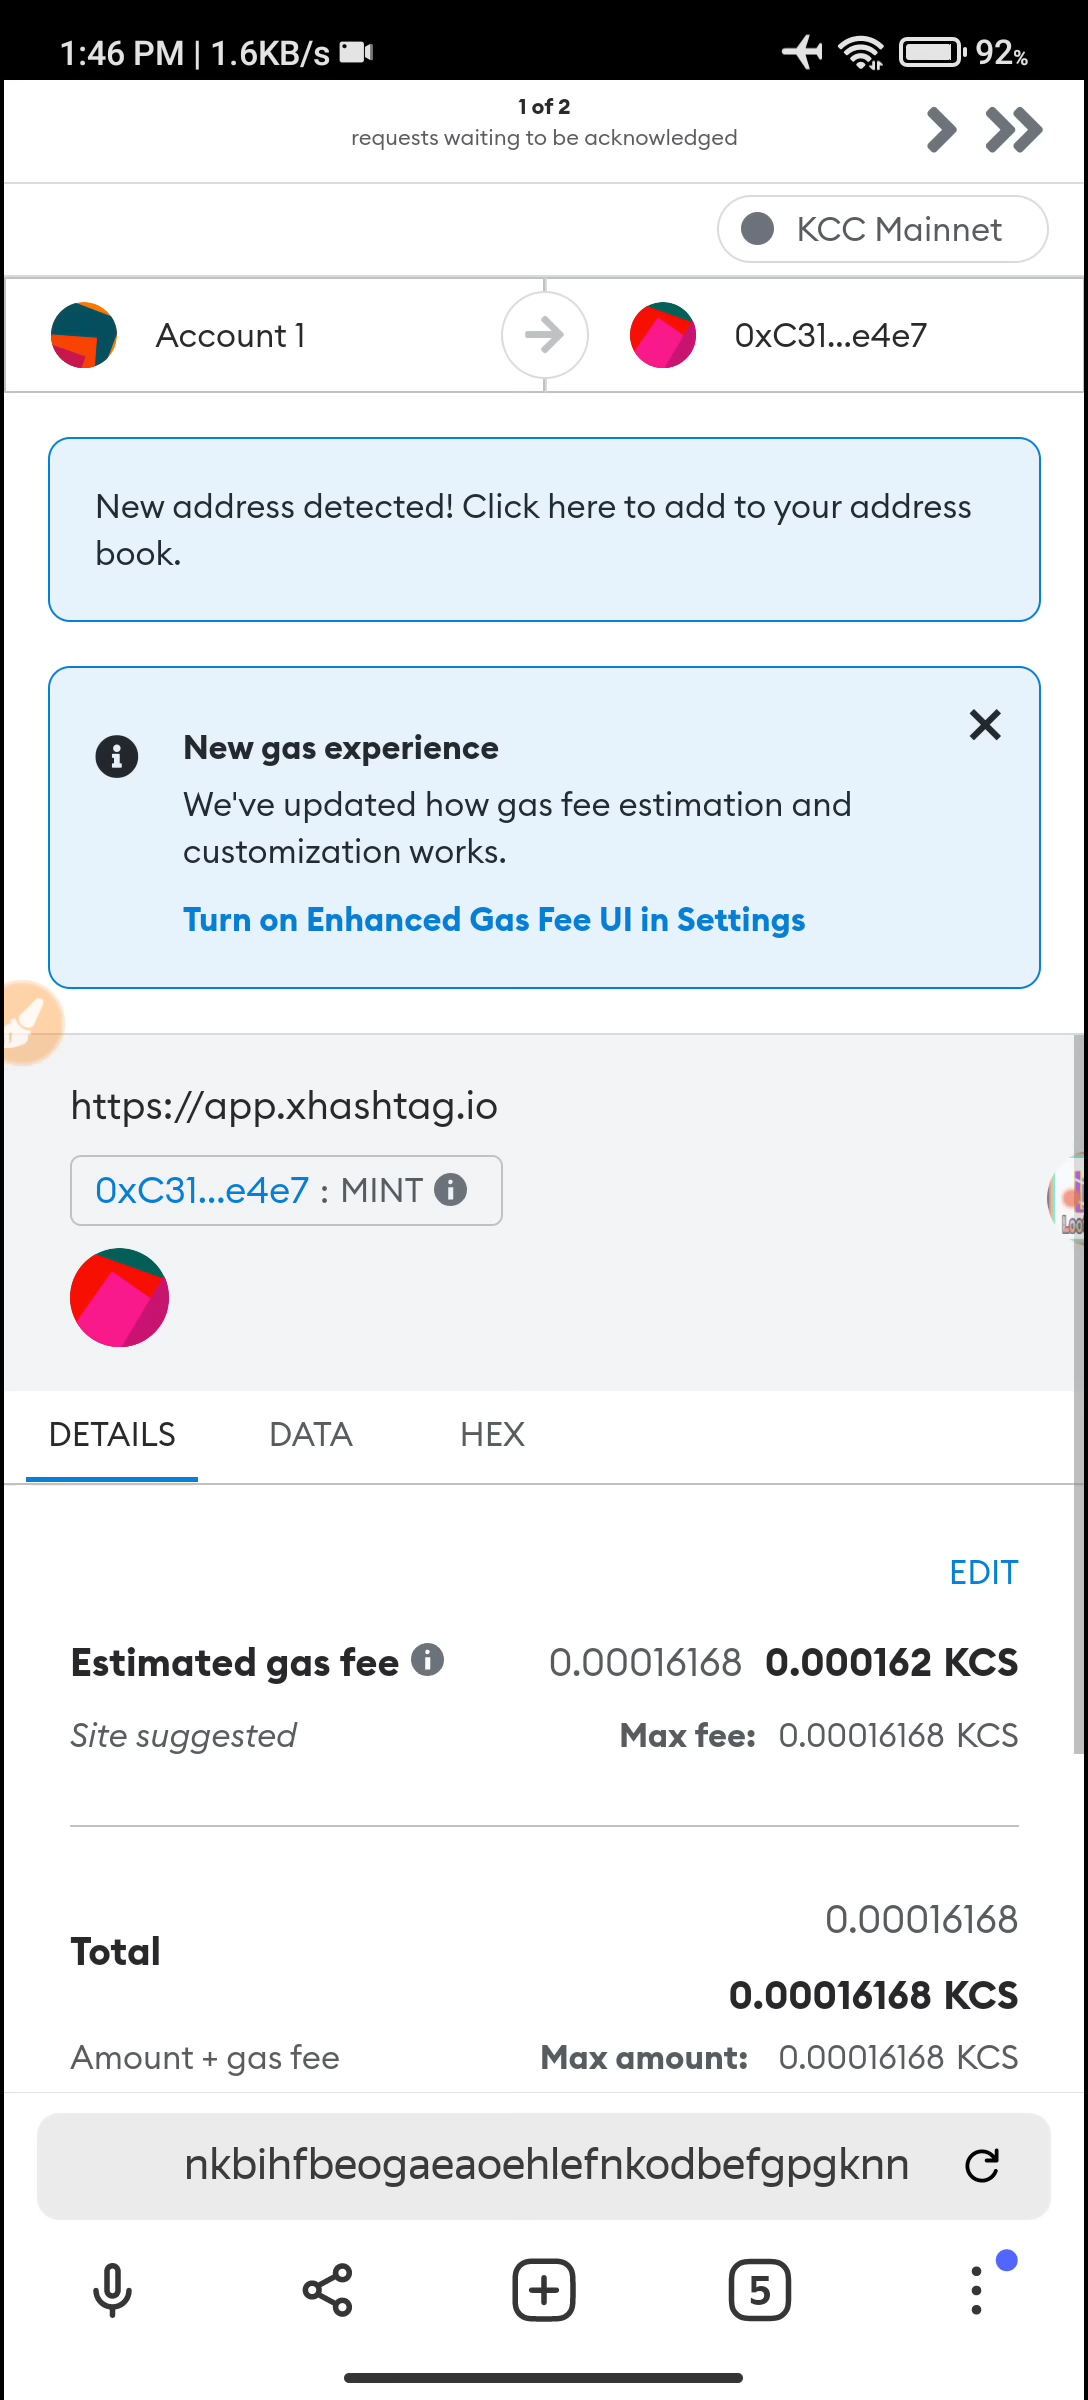 1:46 PM | 1.6KB/s 92%
1 of 2
requests waiting to be acknowledged
KCC Mainnet
Account 1 0xC31...e4e7
New address detected! Click here to add to your address
book.
New gas experience
We've updated how gas fee estimation and
customization works.
Turn on Enhanced Gas Fee UI in Settings
https://app.xhashtag.io
0xC31...e4e7 : MINT
DETAILS DATA HEX
EDIT
Estimated gas fee 0.00016168 0.000162 KCS
Site suggested Max fee: 0.00016168 KCS
0.00016168
Total
0.00016168 KCS
Amount + gas fee Max amount: 0.00016168 KCS
nkbihfbeogaeaoehlefnkodbefgpgknn
5